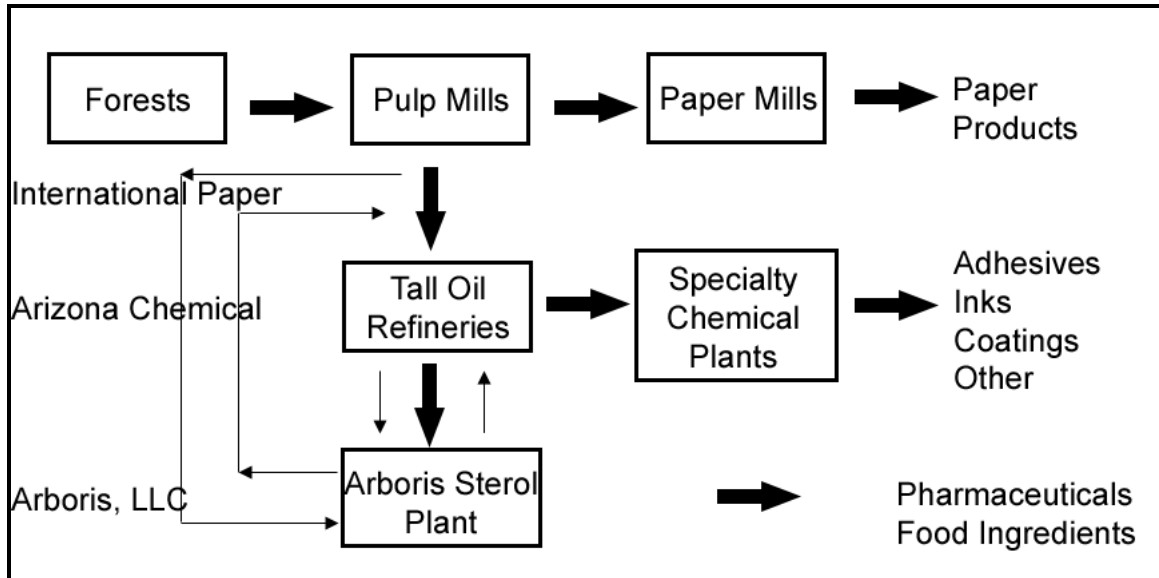 Forests
Pulp Mills
Paper Mills
Paper
Products
International Paper
Arizona Chemical
Tall Oil
Refineries
Specialty
Chemical
Plants
Adhesives
Inks
Coatings
Other
Arboris, LLC
Arboris Sterol
Plant
Pharmaceuticals
Food Ingredients